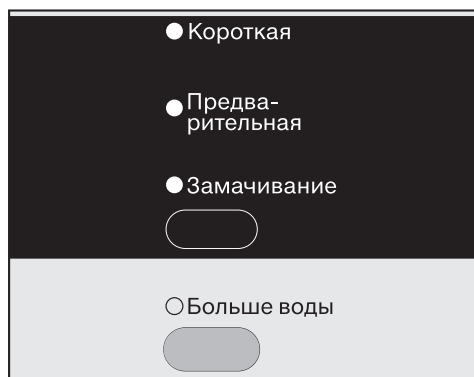 Короткая
Предва-
рительная
Замачивание
Больше воды